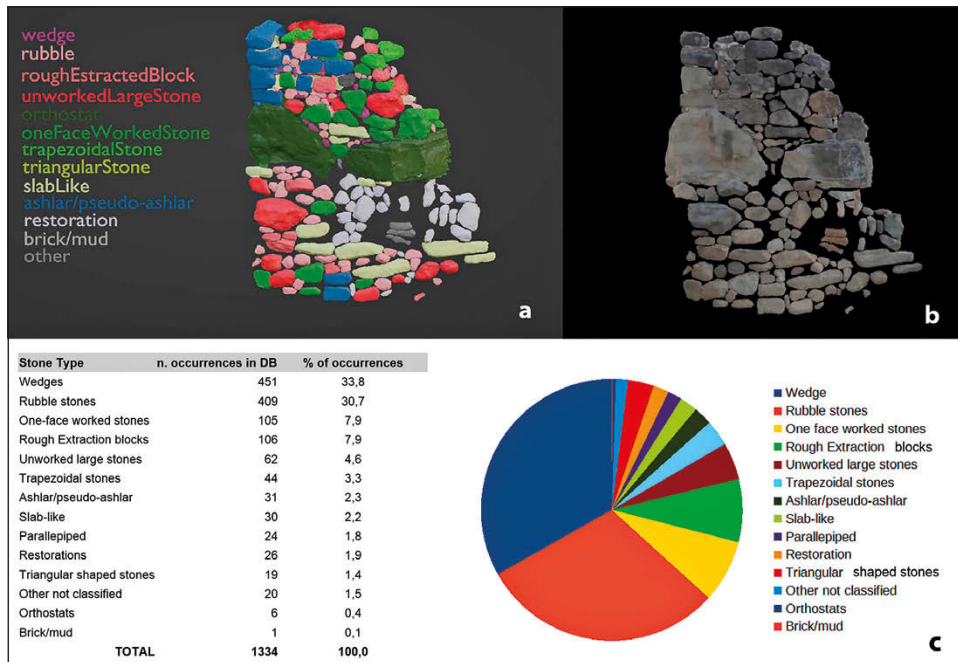 wedge
rubble
roughExtractedBlock
unworkedLargeStone
orthostat
oneFaceWorkedStone
trapezoidalStone
triangularStone
slabLike
ashlar/pseudo-ashlar
restoration
brick/mud
other
a
b
Stone Type n. occurrences in DB % of occurrences
Wedges 451 33,8
Rubble stones 409 30,7
One-face worked stones 105 7,9
Rough Extraction blocks 106 7,9
Unworked large stones 62 4,6
Trapezoidal stones 44 3,3
Ashlar/pseudo-ashlar 31 2,3
Slab-like 30 2,2
Parallepiped 24 1,8
Restorations 26 1,9
Triangular shaped stones 19 1,4
Other not classified 20 1,5
Orthostats 6 0,4
Brick/mud 1 0,1
TOTAL 1334 100,0
Wedge
Rubble stones
One face worked stones
Rough Extraction blocks
Unworked large stones
Trapezoidal stones
Ashlar/pseudo-ashlar
Slab-like
Parallepiped
Restoration
Triangular shaped stones
Other not classified
Orthostats
Brick/mud
c